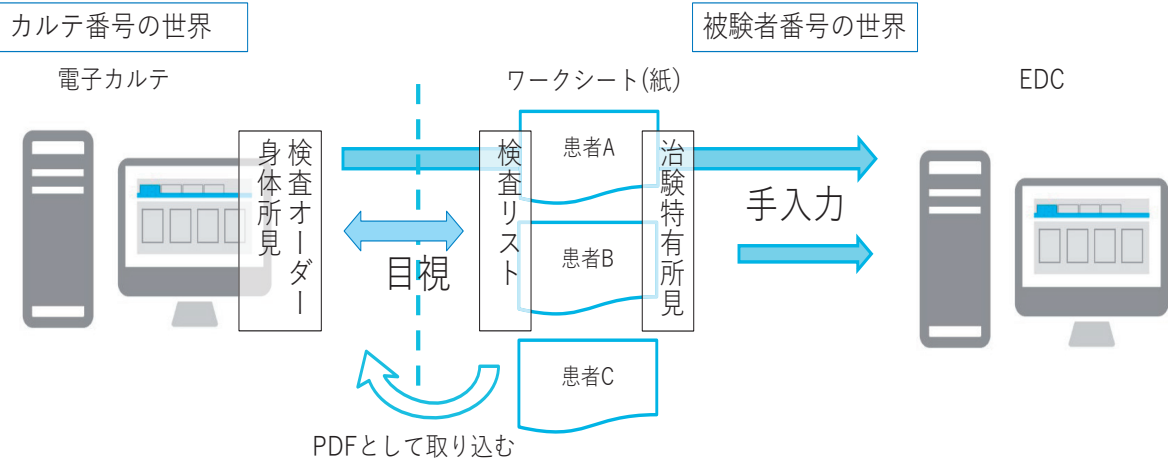 カルテ番号の世界
被験者番号の世界
電子カルテ
ワークシート(紙)
EDC
検査オーダー
身体所見
検査リスト
患者A
治験特有所見
手入力
目視
患者B
患者C
PDFとして取り込む